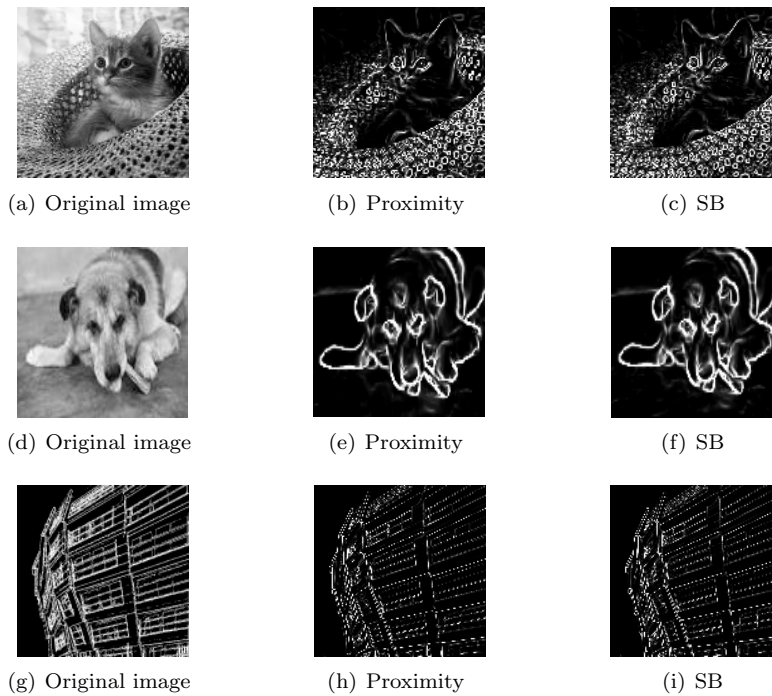 (a) Original image
(b) Proximity
(c) SB
(d) Original image
(e) Proximity
(f) SB
(g) Original image
(h) Proximity
(i) SB